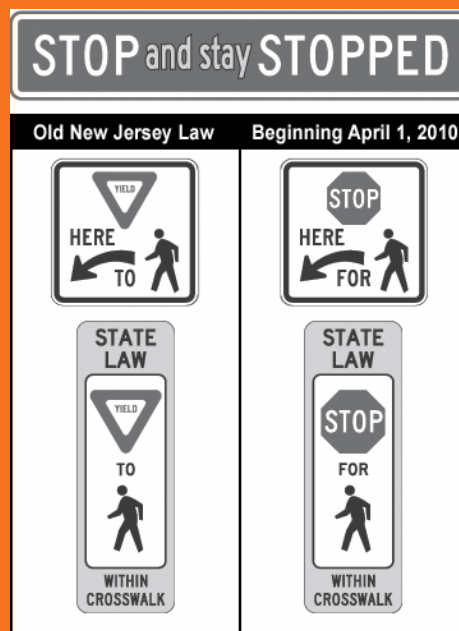 STOP and stay STOPPED
Old New Jersey Law
Beginning April 1, 2010
YIELD
HERE
TO
STOP
HERE
FOR
STATE
LAW
YIELD
TO
WITHIN
CROSSWALK
STATE
LAW
STOP
FOR
WITHIN
CROSSWALK